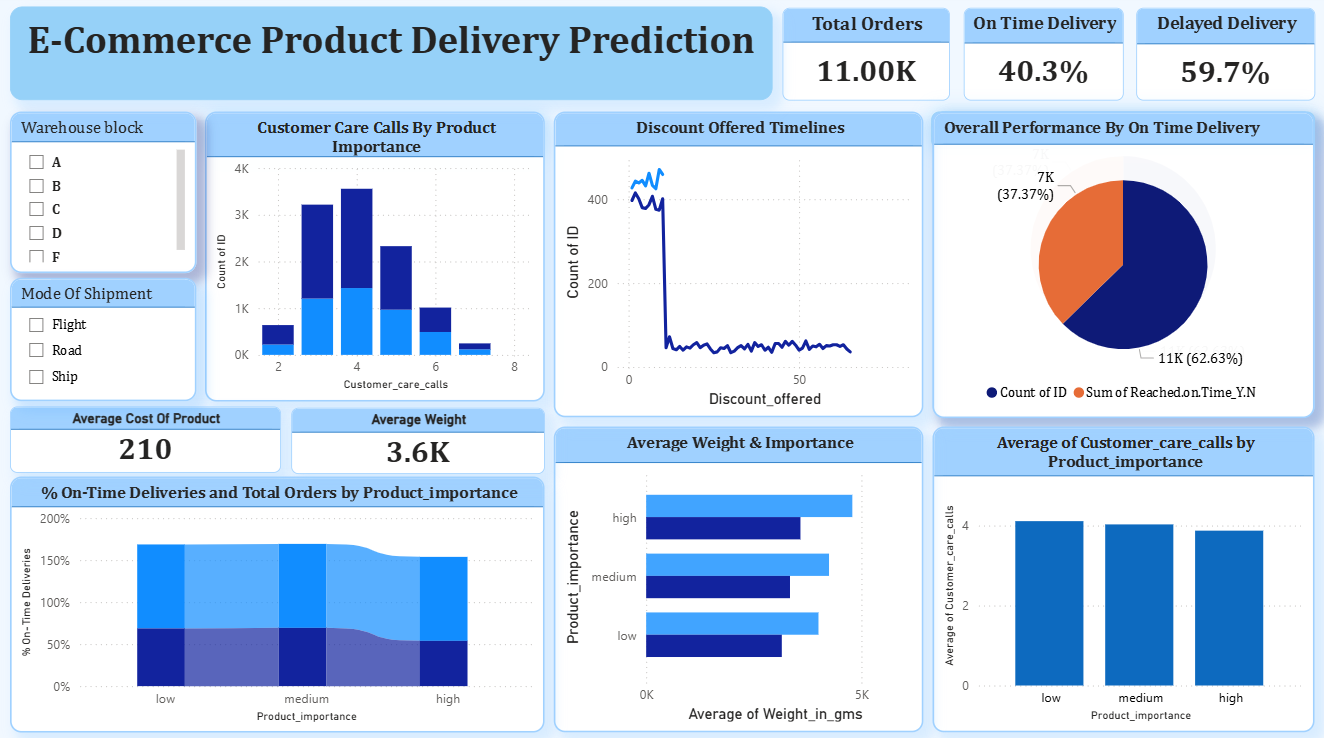 E-Commerce Product Delivery Prediction
Total Orders
11.00K
On Time Delivery
40.3%
Delayed Delivery
59.7%
Warehouse block
A
B
C
D
F
Mode Of Shipment
Flight
Road
Ship
Customer Care Calls By Product
Importance
4K
3K
2K
1K
0K
Count of ID
2
4
6
8
Customer_care_calls
Discount Offered Timelines
400
200
0
Count of ID
0
50
Discount_offered
Overall Performance By On Time Delivery
7K
(37.37%)
11K (62.63%)
Count of ID
Sum of Reached.on.Time_Y.N
Average Cost Of Product
210
Average Weight
3.6K
% On-Time Deliveries and Total Orders by Product_importance
200%
150%
100%
50%
0%
% On-Time Deliveries
low
medium
high
Product_importance
Average Weight & Importance
Product_importance
high
medium
low
0K
5K
Average of Weight_in_gms
Average of Customer_care_calls by
Product_importance
Average of Customer_care_calls
4
2
0
low
medium
high
Product_importance